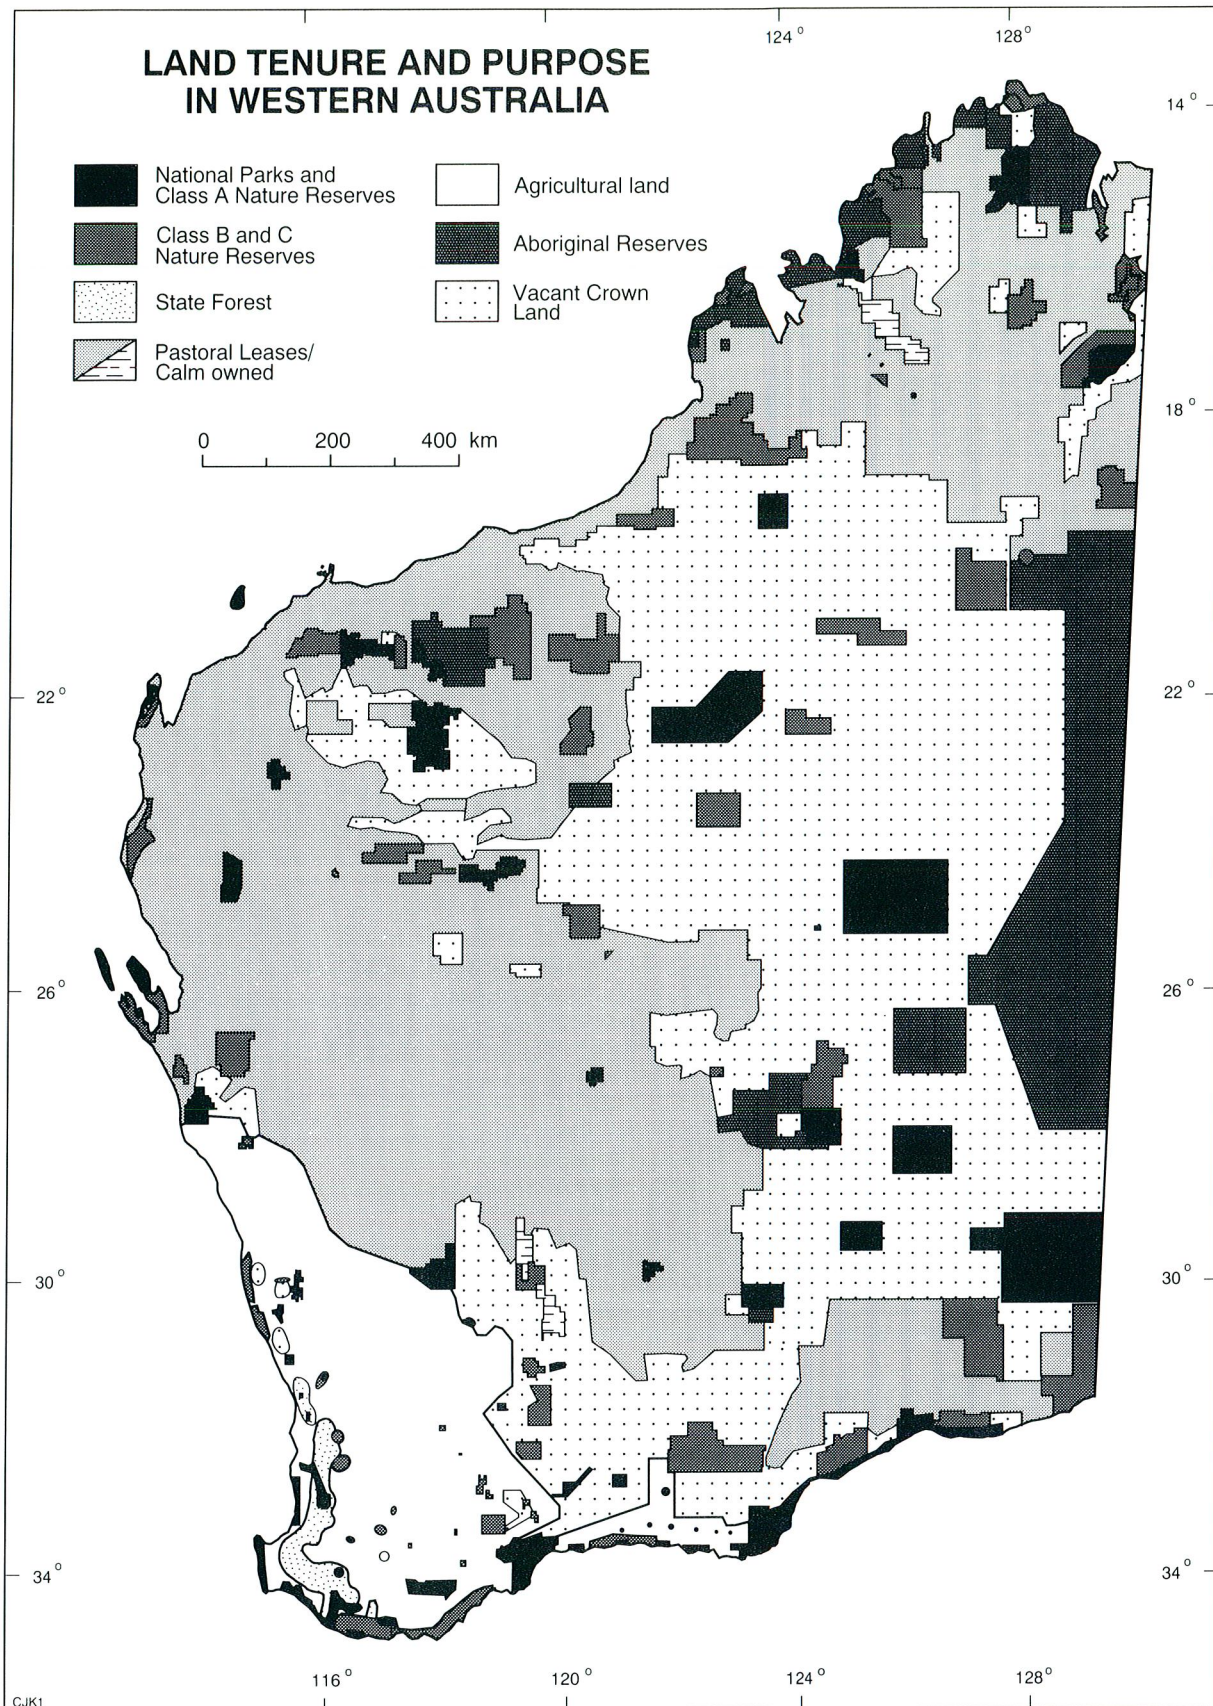 LAND TENURE AND PURPOSE
IN WESTERN AUSTRALIA
National Parks and
Class A Nature Reserves
Class B and C
Nature Reserves
State Forest
Pastoral Leases/
Calm owned
Agricultural land
Aboriginal Reserves
Vacant Crown
Land
0 200 400 km
124° 128°
14°
18°
22° 22°
26° 26°
30° 30°
34° 34°
116° 120° 124° 128°
CJK1